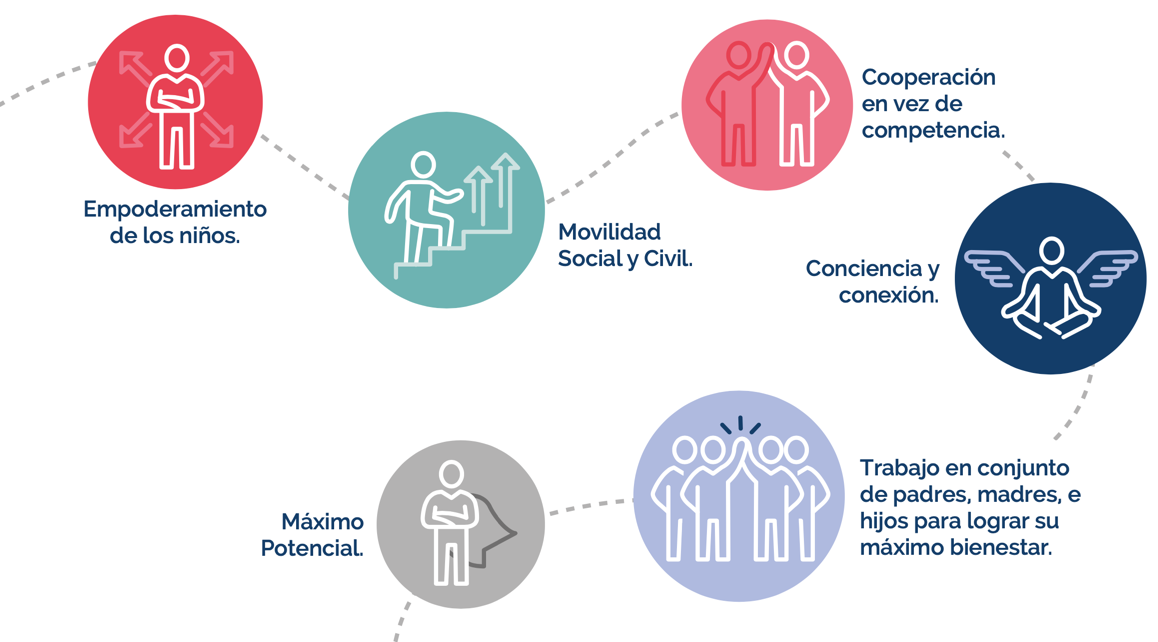 Empoderamiento
de los niños.
Movilidad
Social y Civil.
Cooperación
en vez de
competencia.
Conciencia y
conexión.
Trabajo en conjunto
de padres, madres, e
hijos para lograr su
máximo bienestar.
Máximo
Potencial.